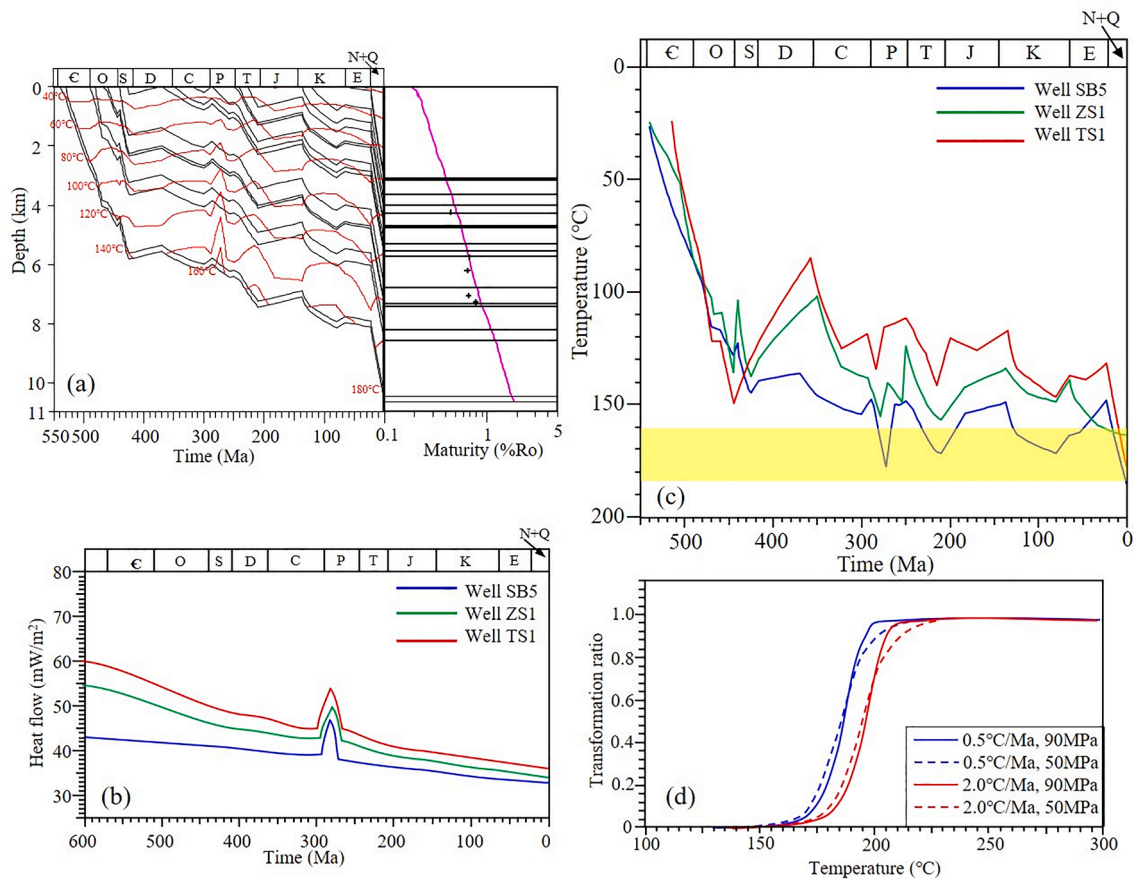 N+Q
Є O S D C P T J K E
0
2
4
6
8
10
11
Depth (km)
40°C
60°C
80°C
100°C
120°C
140°C
160°C
180°C
(a)
550 500 400 300 200 100 0.1 1 5
Time (Ma) Maturity (%Ro)
N+Q
Є O S D C P T J K E
0
50
100
150
200
Temperature (°C)
Well SB5
Well ZS1
Well TS1
(c)
500 400 300 200 100 0
Time (Ma)
N+Q
Є O S D C P T J K E
80
70
60
50
40
30
Heat flow (mW/m²)
Well SB5
Well ZS1
Well TS1
(b)
600 500 400 300 200 100 0
Time (Ma)
1.0
0.8
0.6
0.4
0.2
0
Transformation ratio
0.5°C/Ma, 90MPa
0.5°C/Ma, 50MPa
2.0°C/Ma, 90MPa
2.0°C/Ma, 50MPa
(d)
100 150 200 250 300
Temperature (°C)